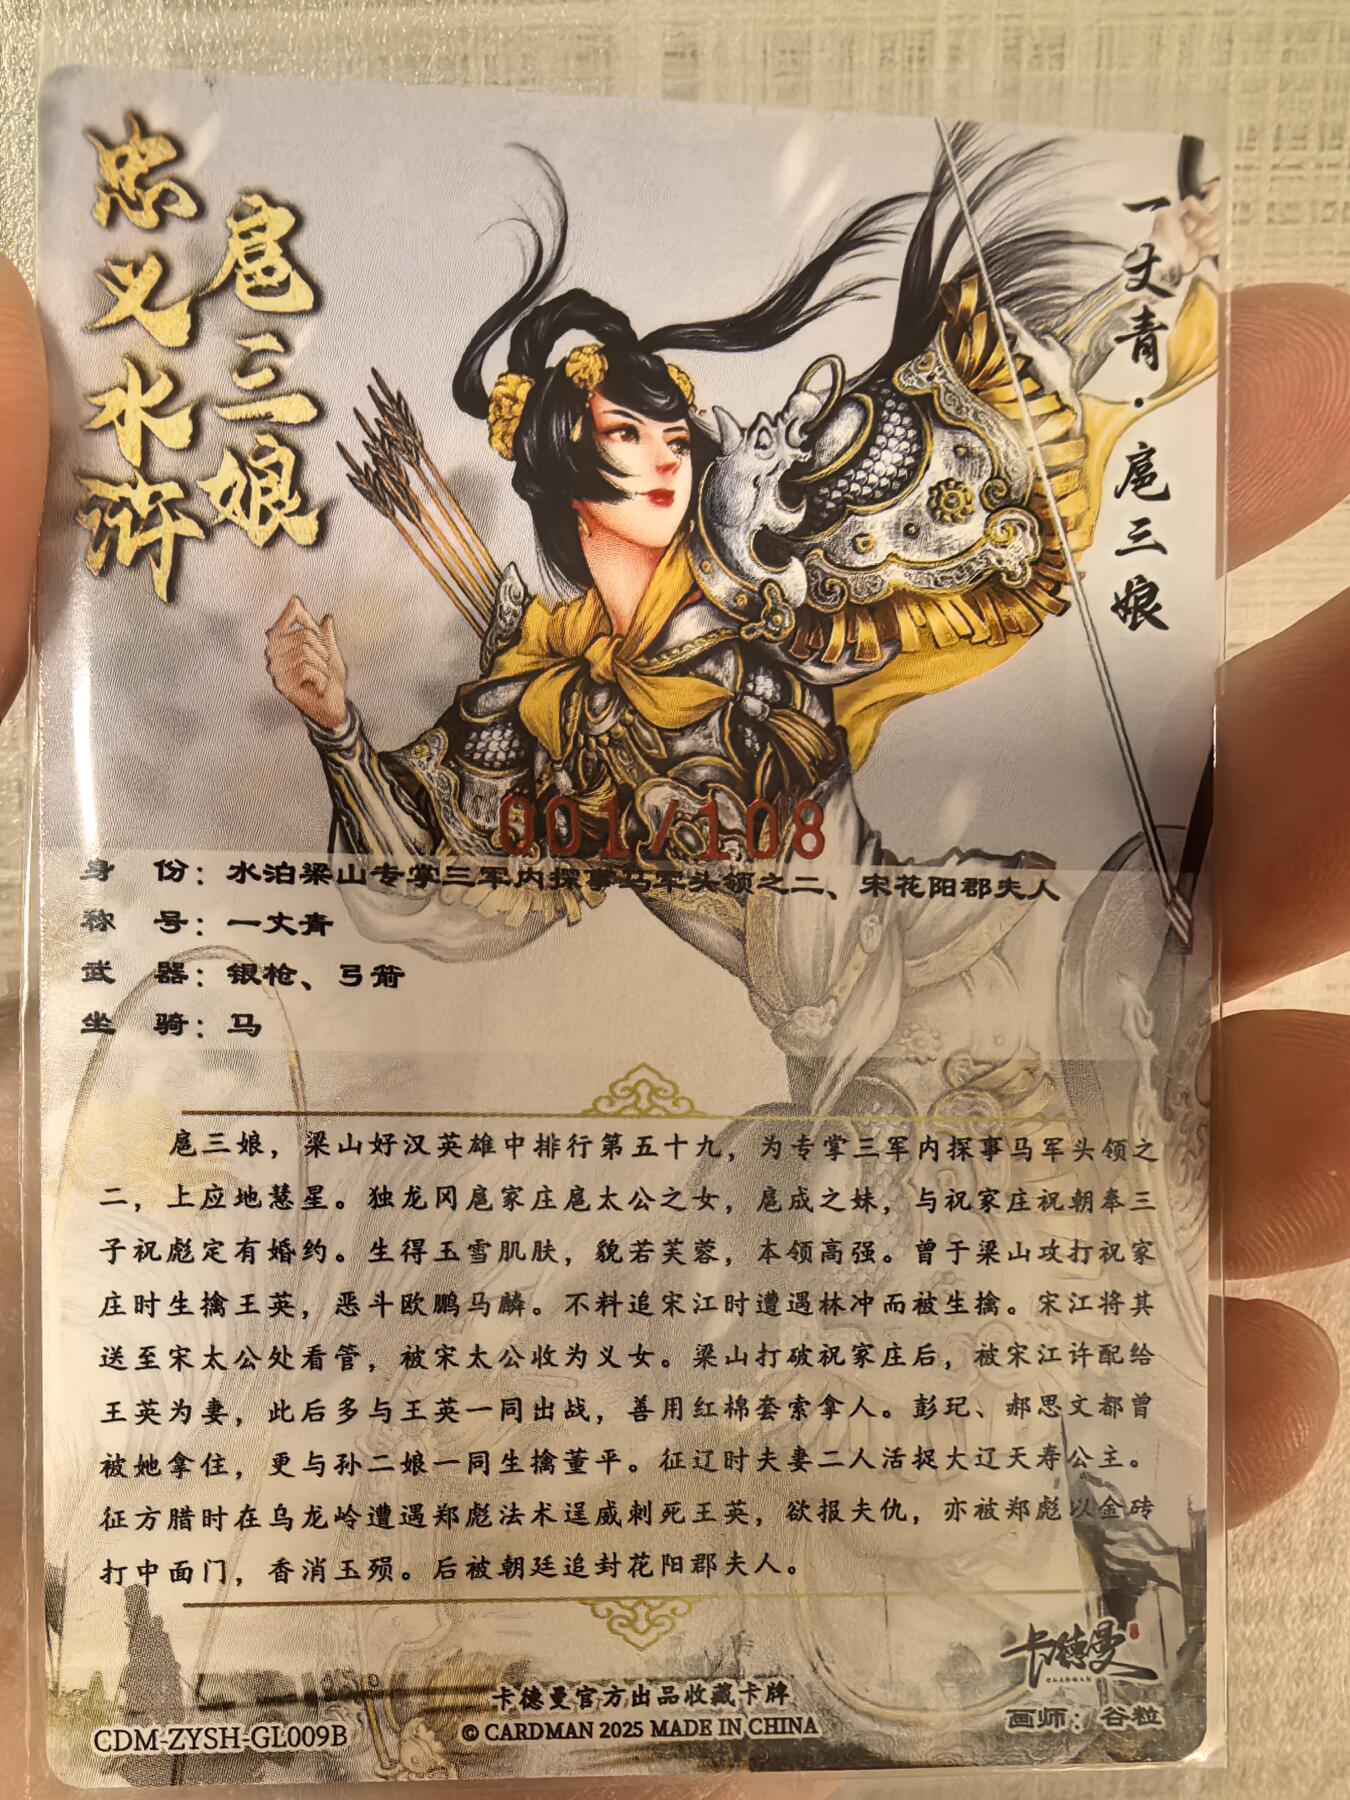 忠义水浒
扈三娘
一丈青·扈三娘
001/108
身 份：水泊梁山专掌三军内探事马军头领之二、宋花阳郡夫人
称 号：一丈青
武 器：银枪、弓箭
坐 骑：马
扈三娘，梁山好汉英雄中排行第五十九，为专掌三军内探事马军头领之
二，上应地慧星。独龙冈扈家庄扈太公之女，扈成之妹，与祝家庄祝朝奉三
子祝彪定有婚约。生得玉雪肌肤，貌若芙蓉，本领高强。曾于梁山攻打祝家
庄时生擒王英，恶斗欧鹏马麟。不料追宋江时遭遇林冲而被生擒。宋江将其
送至宋太公处看管，被宋太公收为义女。梁山打破祝家庄后，被宋江许配给
王英为妻，此后多与王英一同出战，善用红棉套索拿人。彭玘、郝思文都曾
被她拿住，更与孙二娘一同生擒董平。征辽时夫妻二人活捉大辽天寿公主。
征方腊时在乌龙岭遭遇郑彪法术逞威刺死王英，欲报夫仇，亦被郑彪以金砖
打中面门，香消玉殒。后被朝廷追封花阳郡夫人。
卡德曼
CARDMAN
画师：谷粒
卡德曼官方出品收藏卡牌
© CARDMAN 2025 MADE IN CHINA
CDM-ZYSH-GL009B